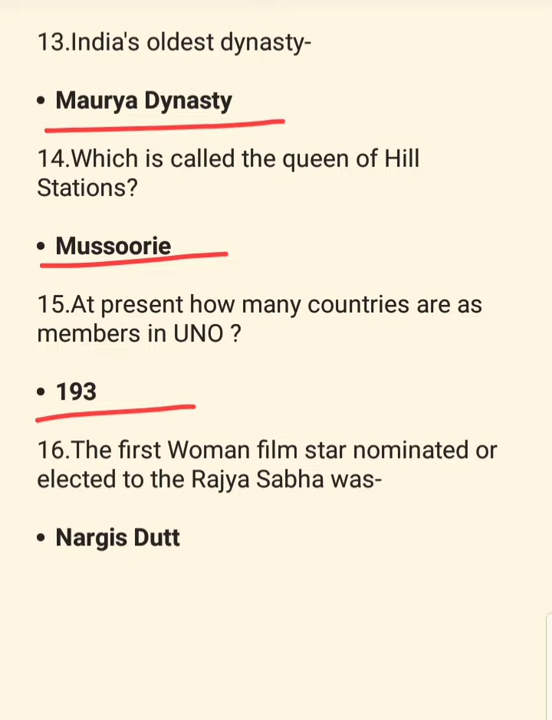 13.India's oldest dynasty-
• Maurya Dynasty
14.Which is called the queen of Hill
Stations?
• Mussoorie
15.At present how many countries are as
members in UNO ?
• 193
16.The first Woman film star nominated or
elected to the Rajya Sabha was-
• Nargis Dutt